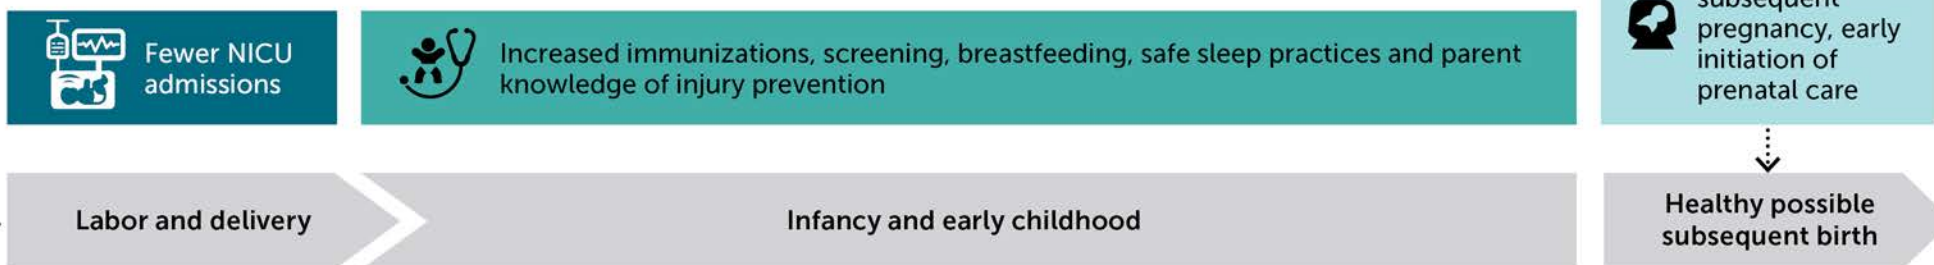 Fewer NICU
admissions
Increased immunizations, screening, breastfeeding, safe sleep practices and parent
knowledge of injury prevention
subsequent
pregnancy, early
initiation of
prenatal care
Labor and delivery
Infancy and early childhood
Healthy possible
subsequent birth